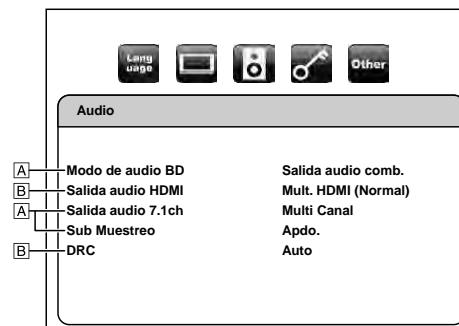 Lang
uage
Other
Audio
A Modo de audio BD Salida audio comb.
B Salida audio HDMI Mult. HDMI (Normal)
A Salida audio 7.1ch Multi Canal
Sub Muestreo Apdo.
B DRC Auto